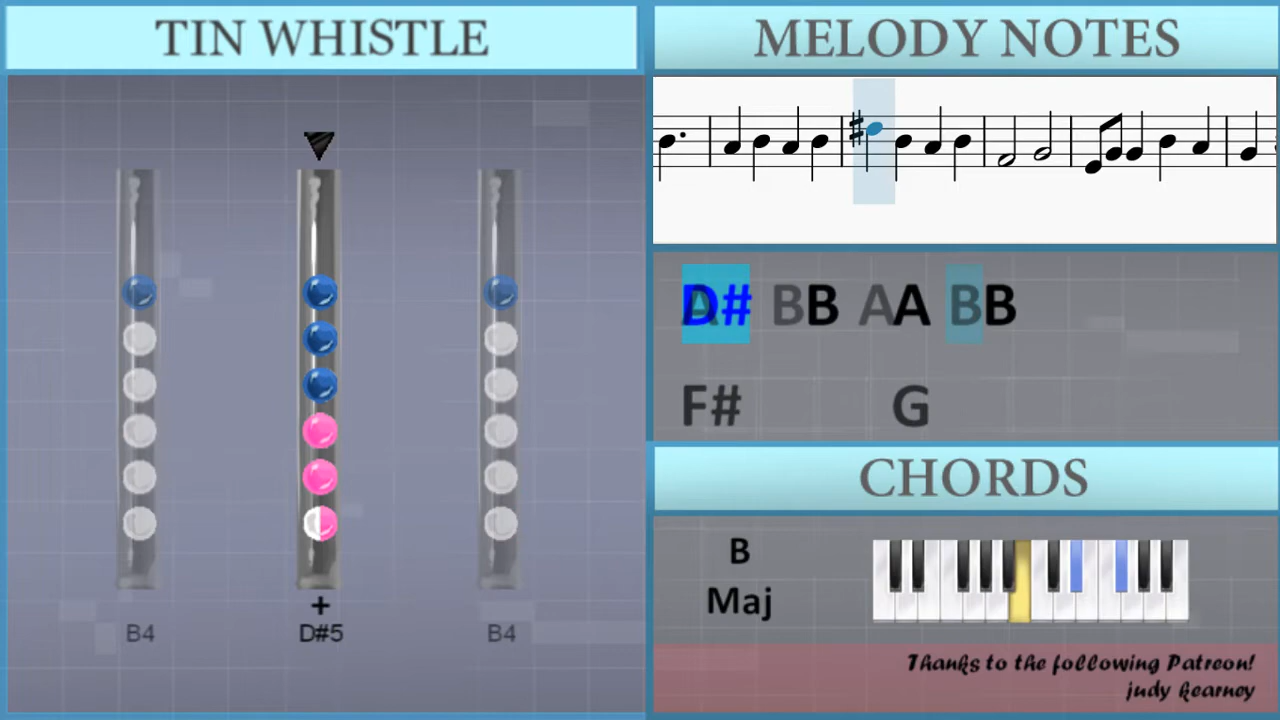 TIN WHISTLE
+
B4 D#5 B4
MELODY NOTES
D# B B A A B B
F# G
CHORDS
B
Maj
Thanks to the following Patreon!
judy kearney